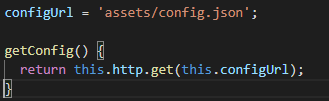 configUrl = 'assets/config.json';
getConfig() {
  return this.http.get(this.configUrl);
}